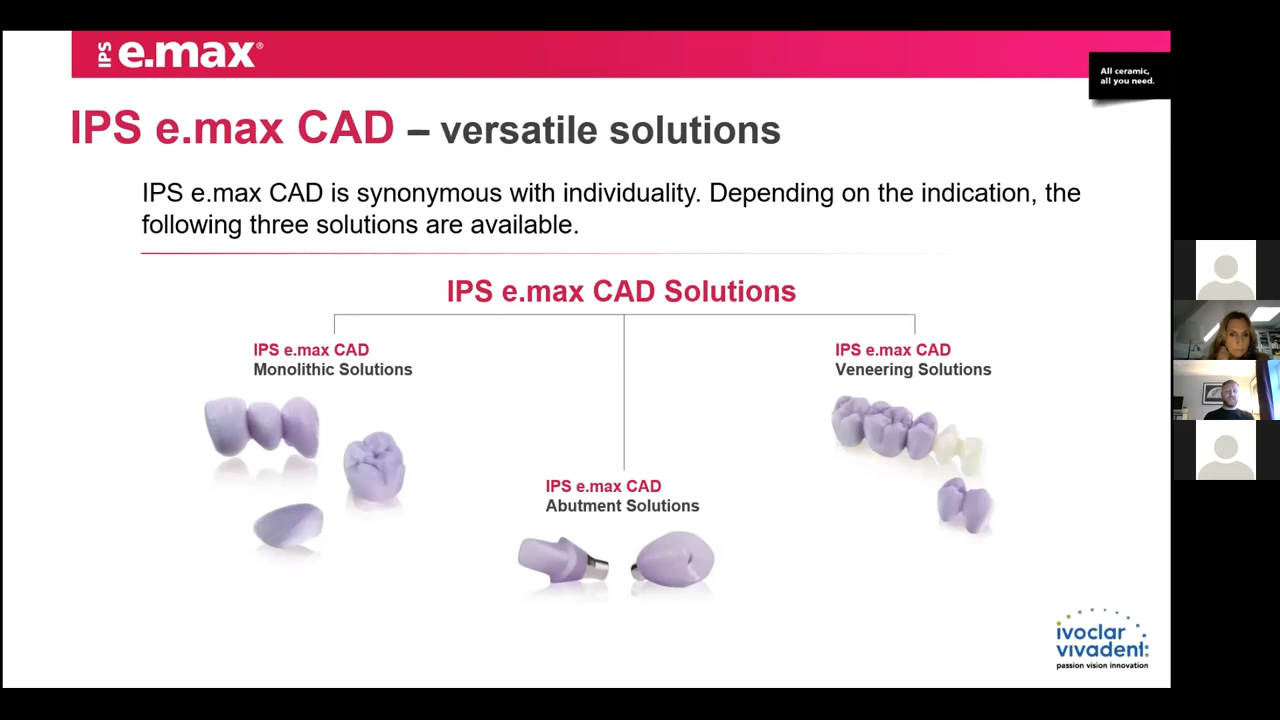 IPS e.max®
All ceramic,
all you need.
IPS e.max CAD – versatile solutions
IPS e.max CAD is synonymous with individuality. Depending on the indication, the
following three solutions are available.
IPS e.max CAD Solutions
IPS e.max CAD
Monolithic Solutions
IPS e.max CAD
Veneering Solutions
IPS e.max CAD
Abutment Solutions
ivoclar
vivadent:
passion vision innovation